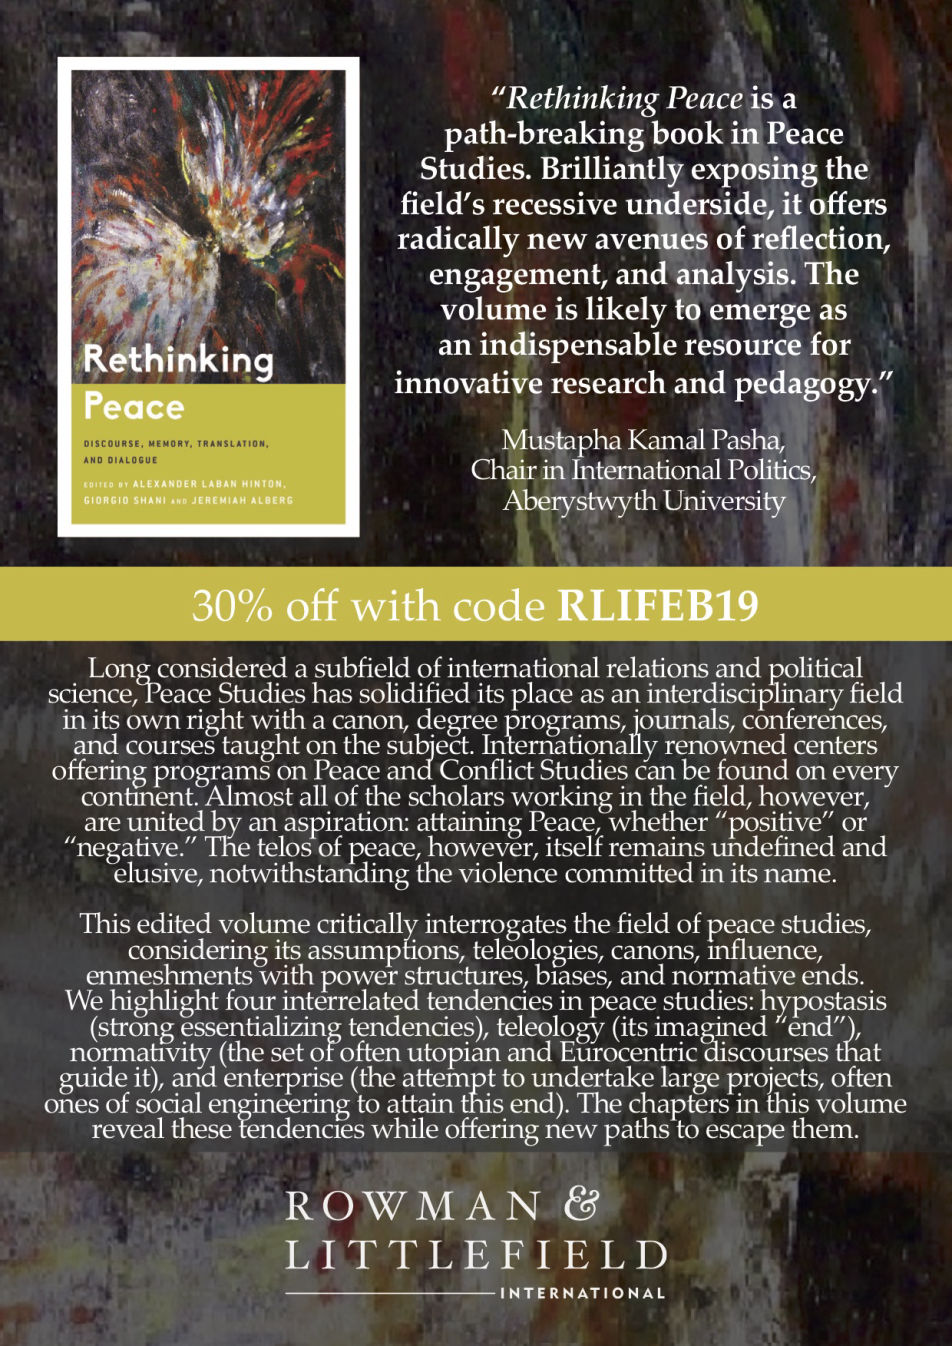 Rethinking
Peace
DISCOURSE, MEMORY, TRANSLATION,
AND DIALOGUE
EDITED BY ALEXANDER LABAN HINTON,
GIORGIO SHANI AND JEREMIAH ALBERG
“Rethinking Peace is a
path-breaking book in Peace
Studies. Brilliantly exposing the
field’s recessive underside, it offers
radically new avenues of reflection,
engagement, and analysis. The
volume is likely to emerge as
an indispensable resource for
innovative research and pedagogy.”
Mustapha Kamal Pasha,
Chair in International Politics,
Aberystwyth University
30% off with code RLIFEB19
Long considered a subfield of international relations and political
science, Peace Studies has solidified its place as an interdisciplinary field
in its own right with a canon, degree programs, journals, conferences,
and courses taught on the subject. Internationally renowned centers
offering programs on Peace and Conflict Studies can be found on every
continent. Almost all of the scholars working in the field, however,
are united by an aspiration: attaining Peace, whether “positive” or
“negative.” The telos of peace, however, itself remains undefined and
elusive, notwithstanding the violence committed in its name.
This edited volume critically interrogates the field of peace studies,
considering its assumptions, teleologies, canons, influence,
enmeshments with power structures, biases, and normative ends.
We highlight four interrelated tendencies in peace studies: hypostasis
(strong essentializing tendencies), teleology (its imagined “end”),
normativity (the set of often utopian and Eurocentric discourses that
guide it), and enterprise (the attempt to undertake large projects, often
ones of social engineering to attain this end). The chapters in this volume
reveal these tendencies while offering new paths to escape them.
ROWMAN &
LITTLEFIELD
INTERNATIONAL